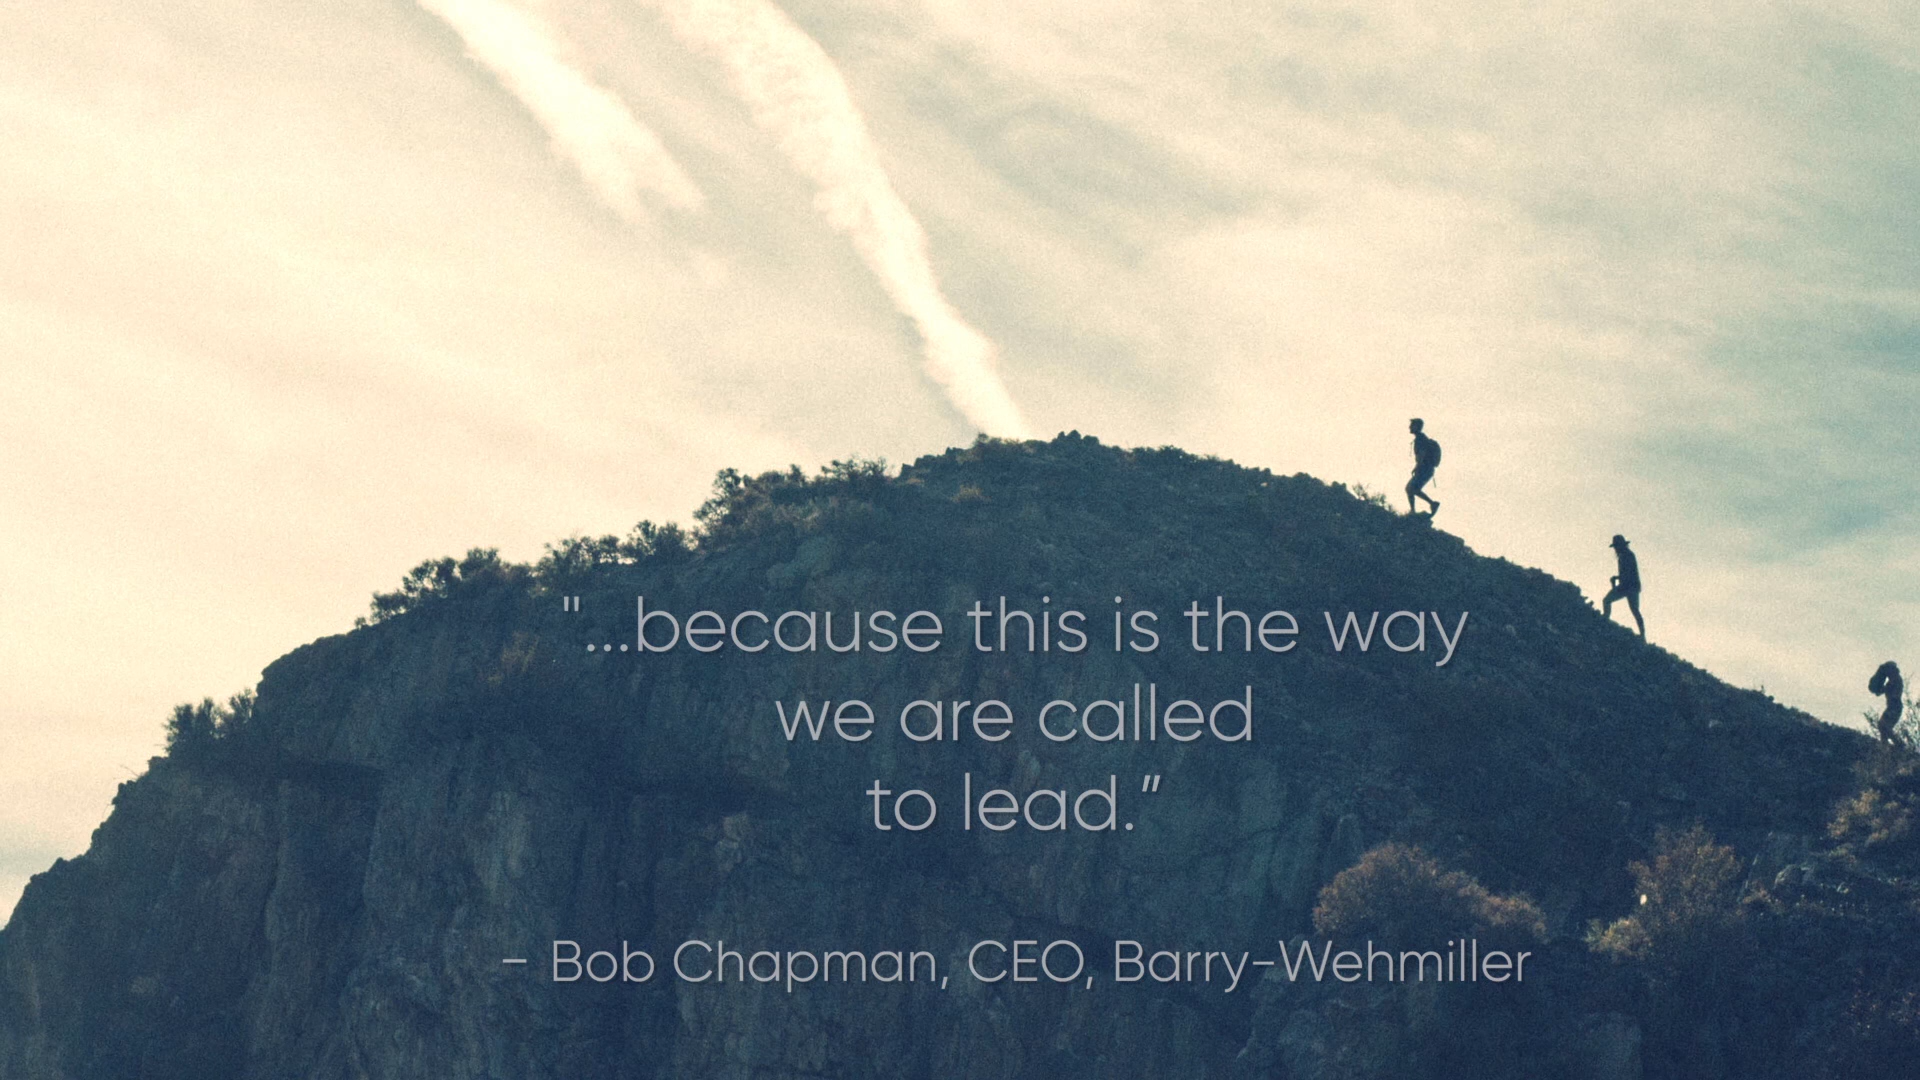 "...because this is the way
we are called
to lead.”
– Bob Chapman, CEO, Barry-Wehmiller